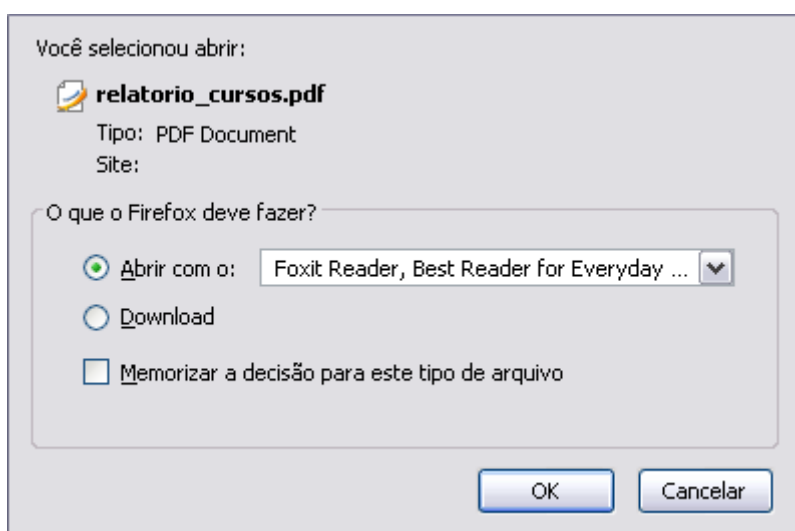 Você selecionou abrir:
relatorio_cursos.pdf
Tipo: PDF Document
Site:
O que o Firefox deve fazer?
Abrir com o: Foxit Reader, Best Reader for Everyday ...
Download
Memorizar a decisão para este tipo de arquivo
OK Cancelar